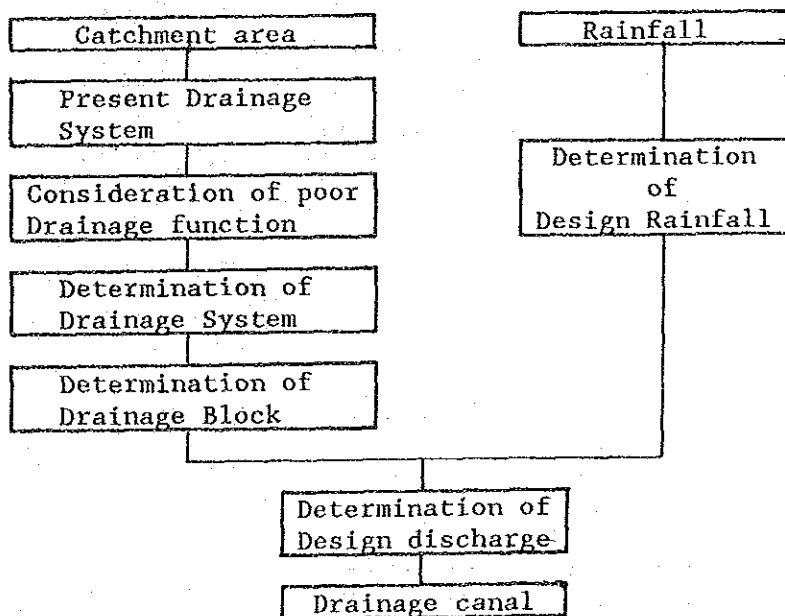 Catchment area
Present Drainage
System
Consideration of poor
Drainage function
Determination of
Drainage System
Determination of
Drainage Block
Rainfall
Determination
of
Design Rainfall
Determination of
Design discharge
Drainage canal